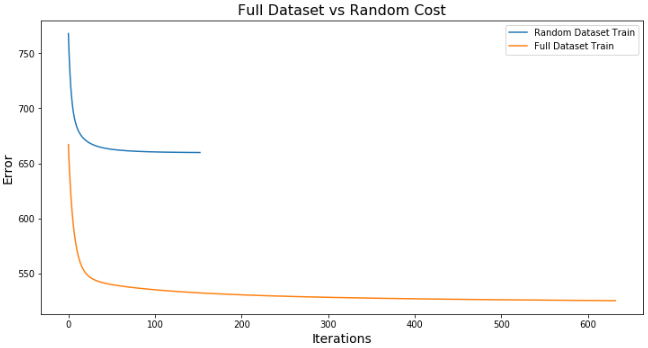 Full Dataset vs Random Cost
Random Dataset Train
Full Dataset Train
Error
750
700
650
600
550
0 100 200 300 400 500 600
Iterations